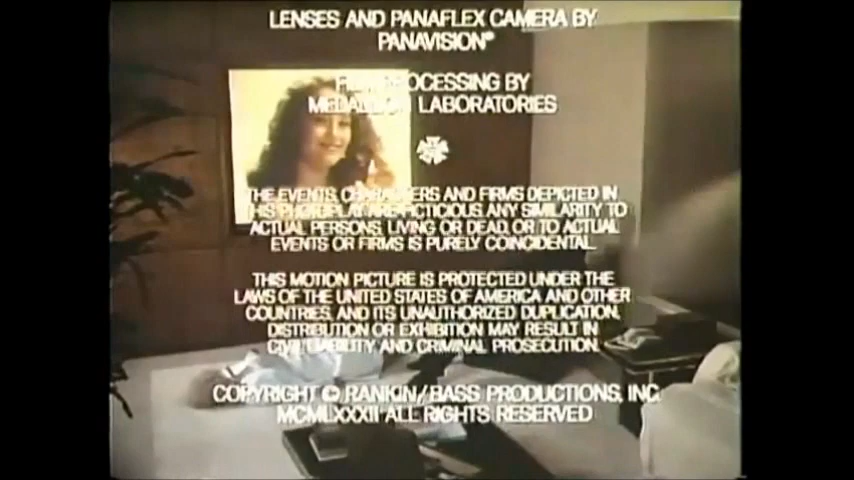 LENSES AND PANAFLEX CAMERA BY
PANAVISION®
FILM PROCESSING BY
MEDALLION LABORATORIES
THE EVENTS, CHARACTERS AND FIRMS DEPICTED IN
THIS PHOTOPLAY ARE FICTICIOUS. ANY SIMILARITY TO
ACTUAL PERSONS, LIVING OR DEAD, OR TO ACTUAL
EVENTS OR FIRMS IS PURELY COINCIDENTAL.
THIS MOTION PICTURE IS PROTECTED UNDER THE
LAWS OF THE UNITED STATES OF AMERICA AND OTHER
COUNTRIES, AND ITS UNAUTHORIZED DUPLICATION,
DISTRIBUTION OR EXHIBITION MAY RESULT IN
CIVIL LIABILITY AND CRIMINAL PROSECUTION.
COPYRIGHT © RANKIN/BASS PRODUCTIONS, INC.
MCMLXXXII ALL RIGHTS RESERVED